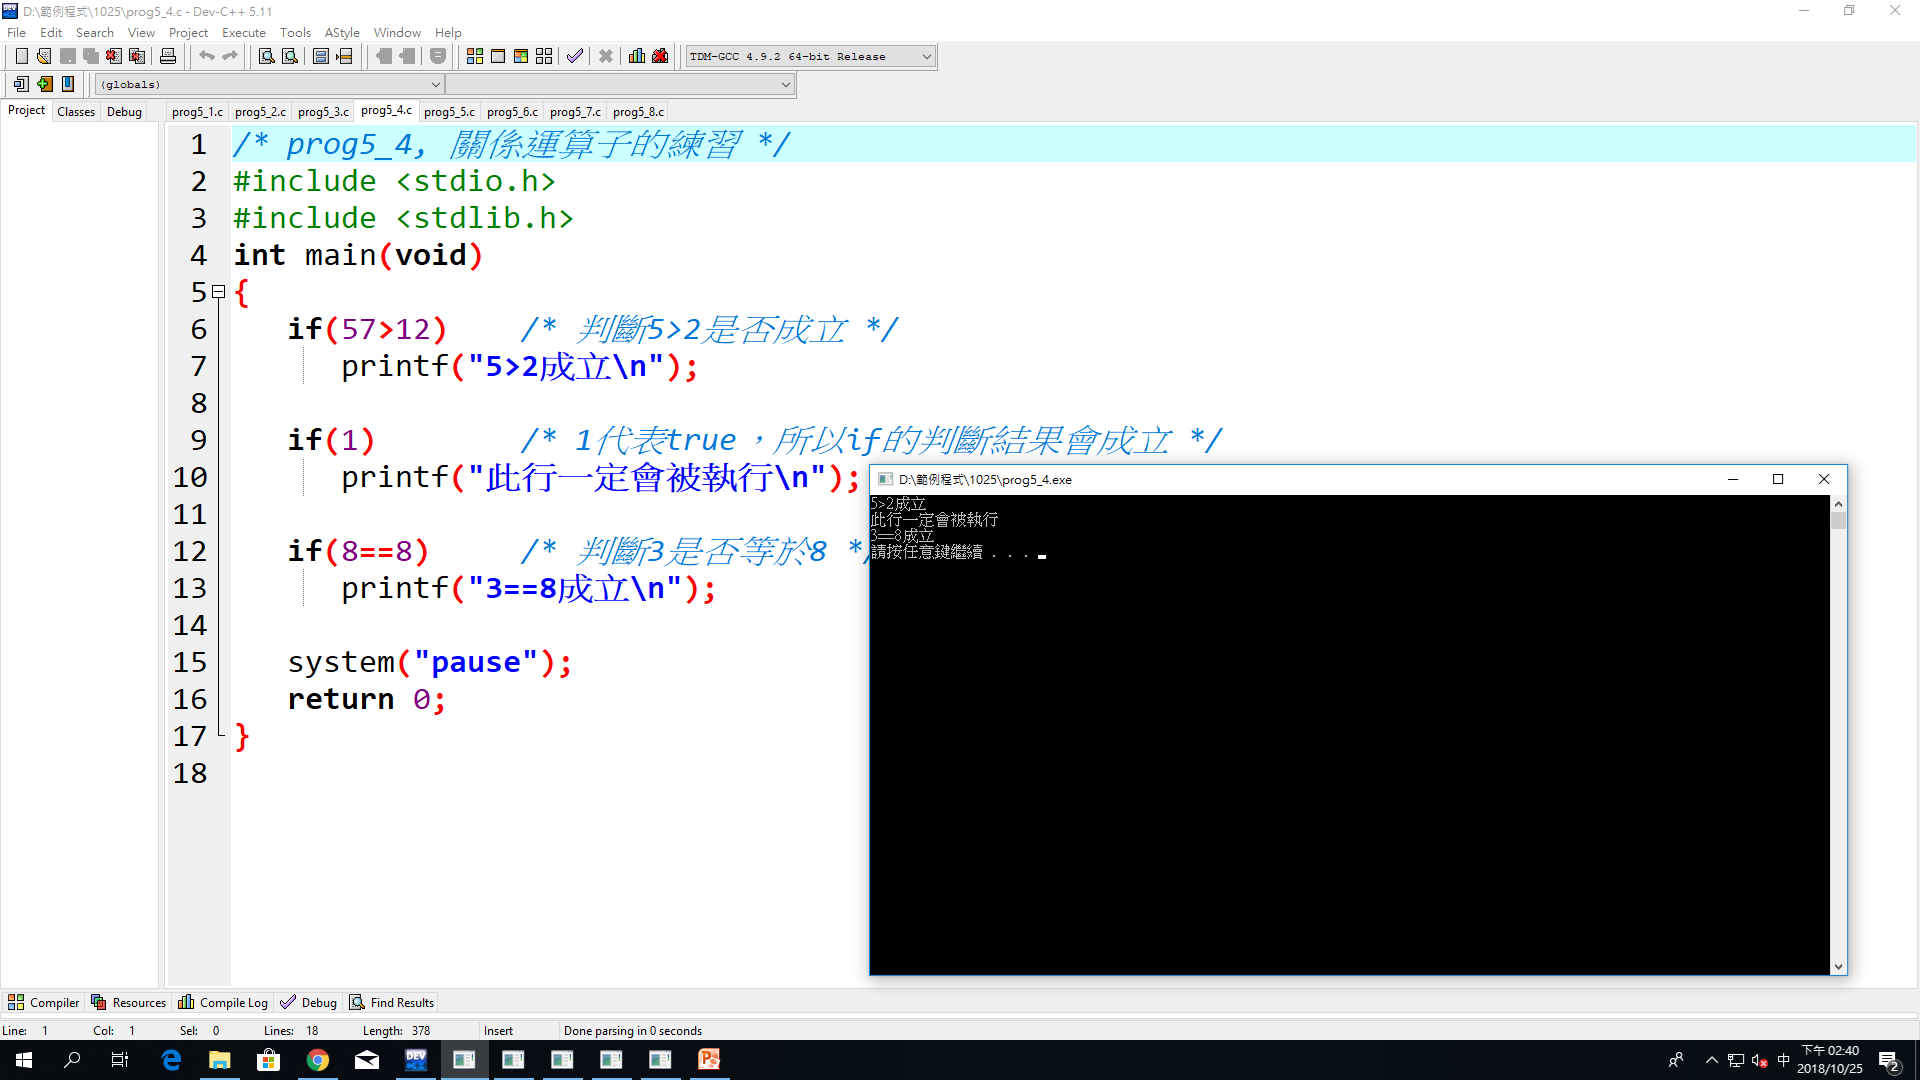 D:\範例程式\1025\prog5_4.c - Dev-C++ 5.11
File Edit Search View Project Execute Tools AStyle Window Help
TDM-GCC 4.9.2 64-bit Release
(globals)
Project Classes Debug prog5_1.c prog5_2.c prog5_3.c prog5_4.c prog5_5.c prog5_6.c prog5_7.c prog5_8.c
1 /* prog5_4, 關係運算子的練習 */
2 #include <stdio.h>
3 #include <stdlib.h>
4 int main(void)
5 {
6 if(57>12) /* 判斷5>2是否成立 */
7 printf("5>2成立\n");
8
9 if(1) /* 1代表true，所以if的判斷結果會成立 */
10 printf("此行一定會被執行\n");
11
12 if(8==8) /* 判斷3是否等於8 */
13 printf("3==8成立\n");
14
15 system("pause");
16 return 0;
17 }
18
D:\範例程式\1025\prog5_4.exe
5>2成立
此行一定會被執行
3==8成立
請按任意鍵繼續 . . .
Compiler Resources Compile Log Debug Find Results
Line: 1 Col: 1 Sel: 0 Lines: 18 Length: 378 Insert Done parsing in 0 seconds
DEV C++
中
下午 02:40
2018/10/25
2